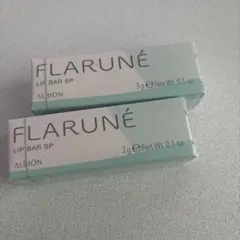 FLARUNÉ
LIP BAR SP
ALBION
3g℮Net Wt. 0.1 oz.
FLARUNÉ
LIP BAR SP
ALBION
3g℮Net Wt. 0.1 oz.